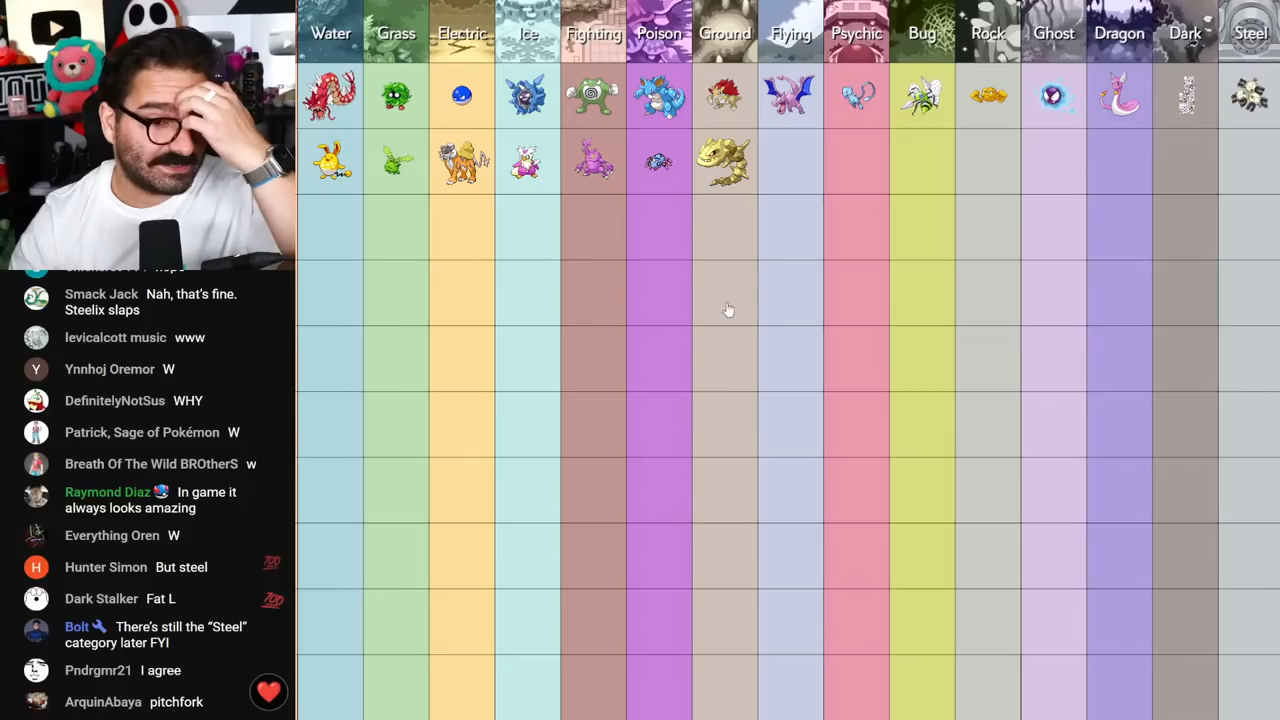 Water Grass Electric Ice Fighting Poison Ground Flying Psychic Bug Rock Ghost Dragon Dark Steel
Smack Jack Nah, that's fine.
Steelix slaps
levicalcott music www
Y Ynnhoj Oremor W
DefinitelyNotSus WHY
Patrick, Sage of Pokémon W
Breath Of The Wild BROtherS w
Raymond Diaz In game it
always looks amazing
Everything Oren W
H Hunter Simon But steel 100
Dark Stalker Fat L 100
Bolt There's still the “Steel”
category later FYI
Pndrgmr21 I agree
ArquinAbaya pitchfork